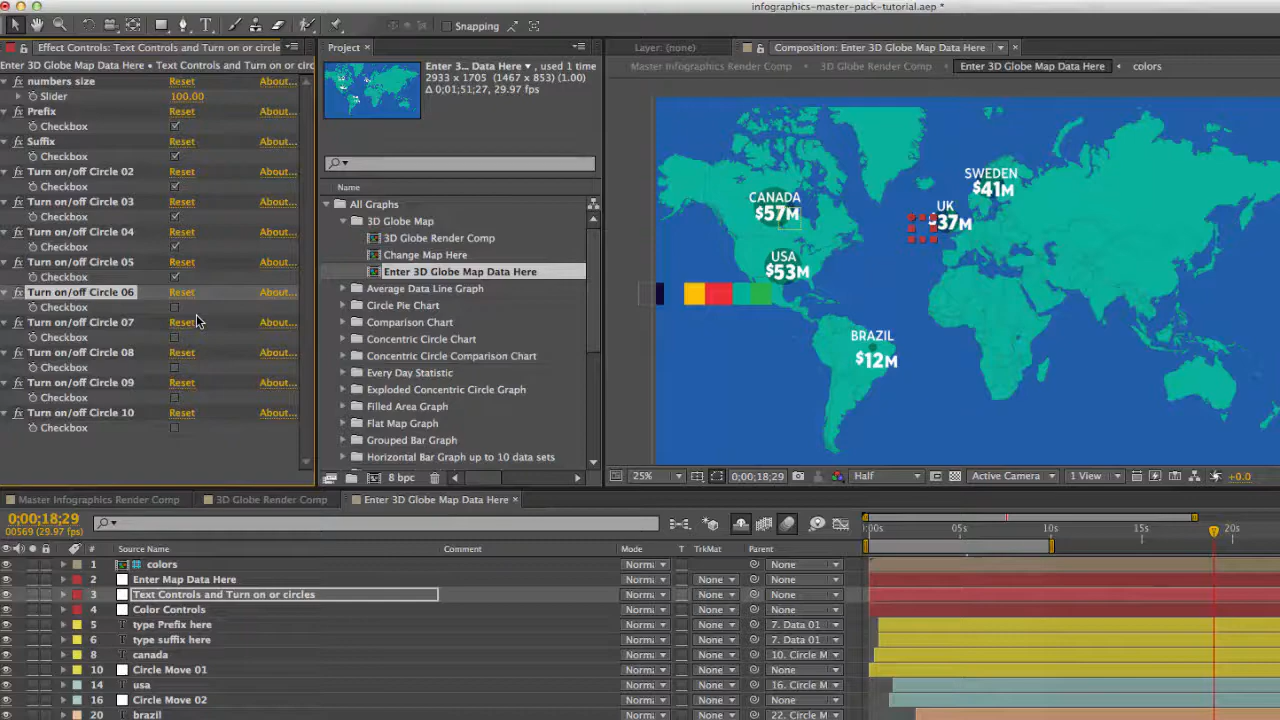 infographics-master-pack-tutorial.aep *
Snapping
Effect Controls: Text Controls and Turn on or circle
Project ×
Layer: (none)
Composition: Enter 3D Globe Map Data Here
Enter 3D Globe Map Data Here • Text Controls and Turn on or circ
Enter 3... Data Here ▾, used 1 time
2933 x 1705 (1467 x 853) (1.00)
Δ 0;01;51;27, 29.97 fps
Master Infographics Render Comp
3D Globe Render Comp
Enter 3D Globe Map Data Here
colors
numbers size Reset About...
Slider 100.00
Prefix Reset About...
Checkbox
Suffix Reset About...
Checkbox
Turn on/off Circle 02 Reset About...
Checkbox
Turn on/off Circle 03 Reset About...
Checkbox
Turn on/off Circle 04 Reset About...
Checkbox
Turn on/off Circle 05 Reset About...
Checkbox
Turn on/off Circle 06 Reset About...
Checkbox
Turn on/off Circle 07 Reset About...
Checkbox
Turn on/off Circle 08 Reset About...
Checkbox
Turn on/off Circle 09 Reset About...
Checkbox
Turn on/off Circle 10 Reset About...
Checkbox
Name
All Graphs
3D Globe Map
3D Globe Render Comp
Change Map Here
Enter 3D Globe Map Data Here
Average Data Line Graph
Circle Pie Chart
Comparison Chart
Concentric Circle Chart
Concentric Circle Comparison Chart
Every Day Statistic
Exploded Concentric Circle Graph
Filled Area Graph
Flat Map Graph
Grouped Bar Graph
Horizontal Bar Graph up to 10 data sets
8 bpc
CANADA
$57M
USA
$53M
BRAZIL
$12M
UK
37M
SWEDEN
$41M
25%
0;00;18;29
Half
Active Camera
1 View
+0.0
Master Infographics Render Comp
3D Globe Render Comp
Enter 3D Globe Map Data Here ×
0;00;18;29
00569 (29.97 fps)
:00s 05s 10s 15s 20s
# Source Name Comment Mode T TrkMat Parent
1 colors Norma None
2 Enter Map Data Here Norma None None
3 Text Controls and Turn on or circles Norma None None
4 Color Controls Norma None None
5 type Prefix here Norma None 7. Data 01
6 type suffix here Norma None 7. Data 01
8 canada Norma None 10. Circle M
10 Circle Move 01 Norma None None
14 usa Norma None 16. Circle M
16 Circle Move 02 Norma None None
20 brazil Norma None 22. Circle M